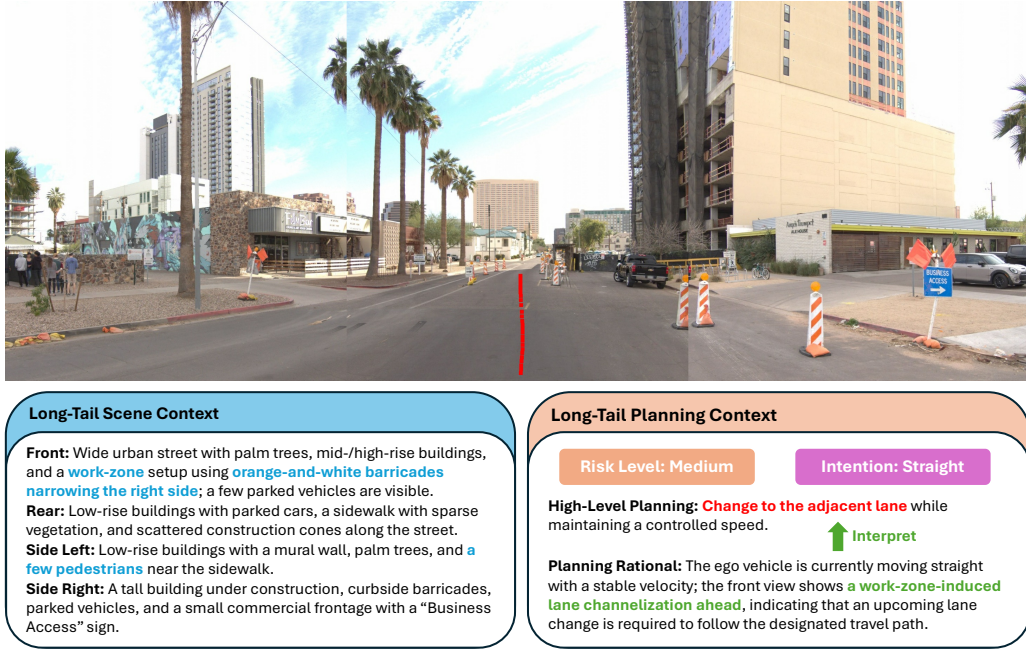 BUSINESS
ACCESS
Long-Tail Scene Context
Front: Wide urban street with palm trees, mid-/high-rise buildings,
and a work-zone setup using orange-and-white barricades
narrowing the right side; a few parked vehicles are visible.
Rear: Low-rise buildings with parked cars, a sidewalk with sparse
vegetation, and scattered construction cones along the street.
Side Left: Low-rise buildings with a mural wall, palm trees, and a
few pedestrians near the sidewalk.
Side Right: A tall building under construction, curbside barricades,
parked vehicles, and a small commercial frontage with a “Business
Access” sign.
Long-Tail Planning Context
Risk Level: Medium
Intention: Straight
High-Level Planning: Change to the adjacent lane while
maintaining a controlled speed.
Interpret
Planning Rational: The ego vehicle is currently moving straight
with a stable velocity; the front view shows a work-zone-induced
lane channelization ahead, indicating that an upcoming lane
change is required to follow the designated travel path.